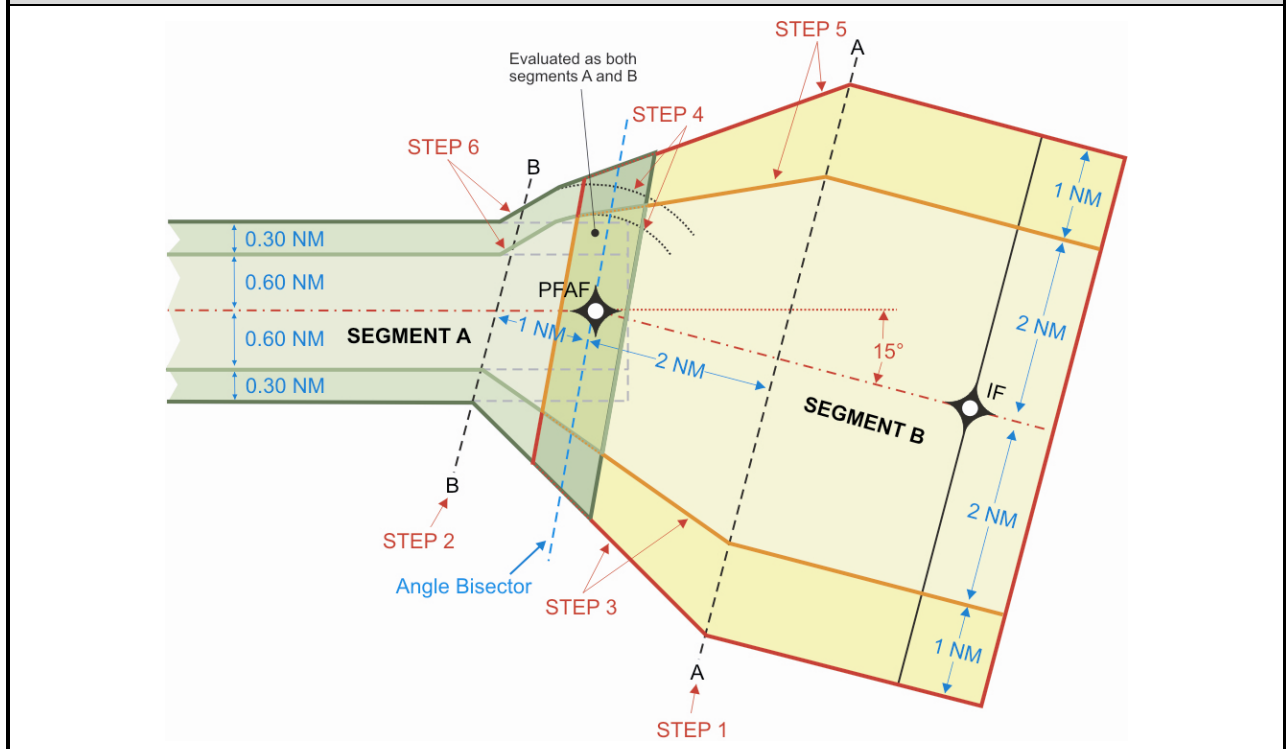 STEP 5
A
Evaluated as both
segments A and B
STEP 4
STEP 6
B
1 NM
0.30 NM
0.60 NM
PFAF
SEGMENT A
1 NM
2 NM
0.60 NM
15°
2 NM
0.30 NM
IF
SEGMENT B
B
2 NM
STEP 2
Angle Bisector
STEP 3
1 NM
A
STEP 1